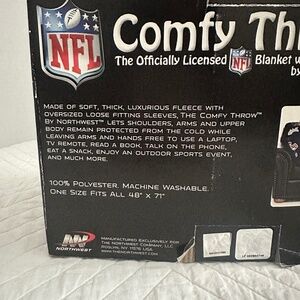 NFL
Comfy Th
The Officially Licensed NFL Blanket w
by
MADE OF SOFT, THICK, LUXURIOUS FLEECE WITH
OVERSIZED LOOSE FITTING SLEEVES, THE COMFY THROW™
BY NORTHWEST LETS SHOULDERS, ARMS AND UPPER
BODY REMAIN PROTECTED FROM THE COLD WHILE
LEAVING ARMS AND HANDS FREE TO USE A LAPTOP,
TV REMOTE, READ A BOOK, TALK ON THE PHONE,
EAT A SNACK, ENJOY AN OUTDOOR SPORTS EVENT,
AND MUCH MORE.
100% POLYESTER. MACHINE WASHABLE.
ONE SIZE FITS ALL 48" X 71"
NORTHWEST
MANUFACTURED EXCLUSIVELY FOR
THE NORTHWEST COMPANY, LLC
ROSLYN, NY 11576 USA
WWW.THENORTHWEST.COM